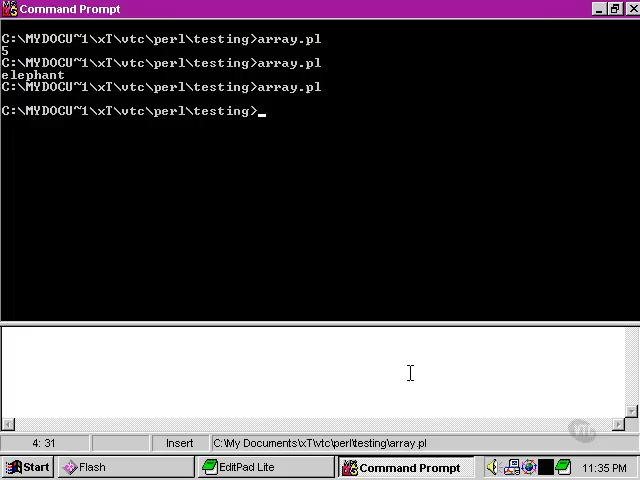 Command Prompt
C:\MYDOCU~1\xT\vtc\perl\testing>array.pl
5
C:\MYDOCU~1\xT\vtc\perl\testing>array.pl
elephant
C:\MYDOCU~1\xT\vtc\perl\testing>array.pl
C:\MYDOCU~1\xT\vtc\perl\testing>_
4: 31 Insert C:\My Documents\xT\vtc\perl\testing\array.pl
VTC
Start Flash EditPad Lite Command Prompt 11:35 PM